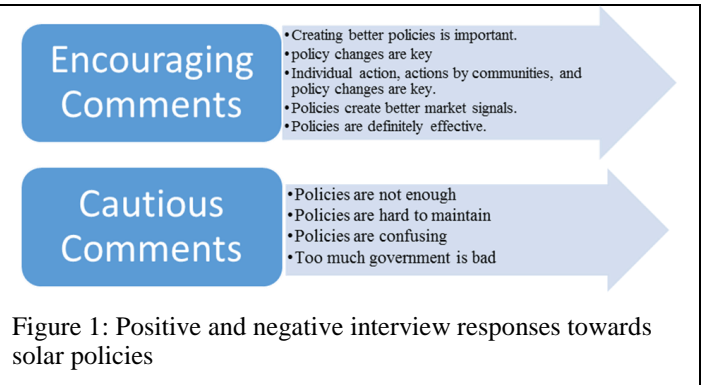 Encouraging
Comments
•Creating better policies is important.
•policy changes are key
•Individual action, actions by communities, and
policy changes are key.
•Policies create better market signals.
•Policies are definitely effective.
Cautious
Comments
•Policies are not enough
•Policies are hard to maintain
•Policies are confusing
•Too much government is bad
Figure 1: Positive and negative interview responses towards
solar policies